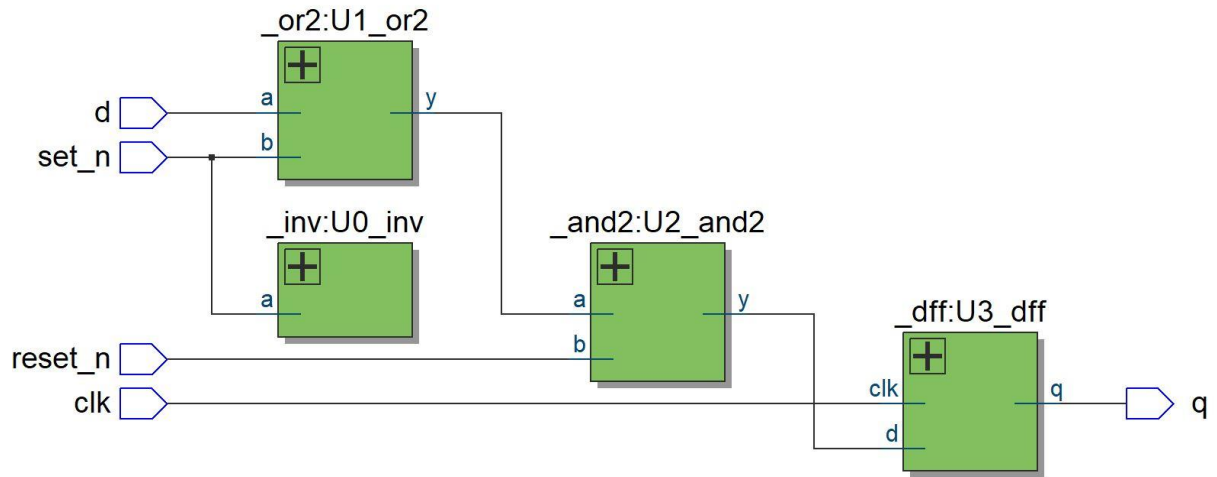 _or2:U1_or2
d
a
y
set_n
b
_inv:U0_inv
a
_and2:U2_and2
a
y
reset_n
b
_dff:U3_dff
clk
clk
q
q
d